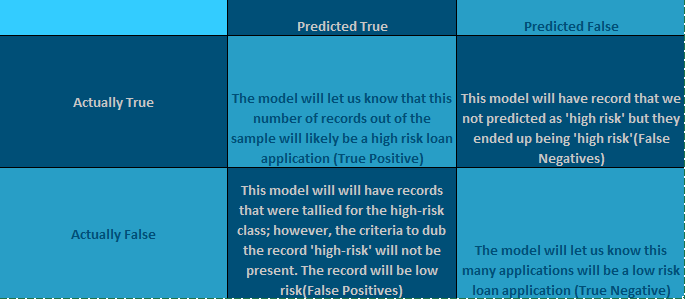 Predicted True
Predicted False
Actually True
The model will let us know that this
number of records out of the
sample will likely be a high risk loan
application (True Positive)
This model will have record that we
not predicted as 'high risk' but they
ended up being 'high risk'(False
Negatives)
Actually False
This model will will have records
that were tallied for the high-risk
class; however, the criteria to dub
the record 'high-risk' will not be
present. The record will be low
risk(False Positives)
The model will let us know this
many applications will be a low risk
loan application (True Negative)